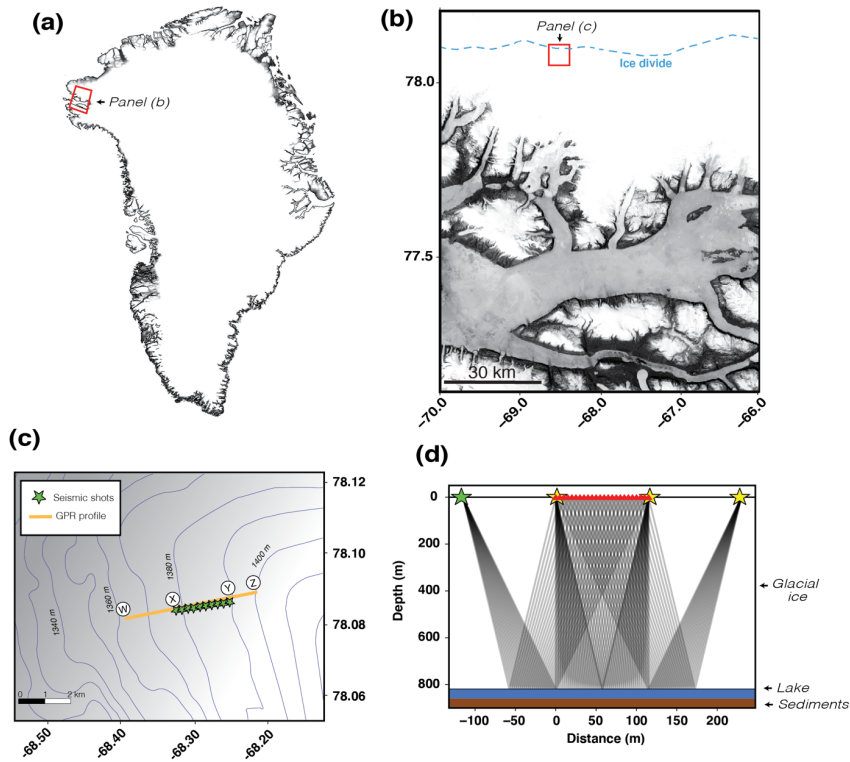 (a)
Panel (b)
(b)
Panel (c)
Ice divide
78.0
77.5
30 km
-70.0
-69.0
-68.0
-67.0
-66.0
(c)
Seismic shots
GPR profile
1340 m
1360 m
1380 m
1400 m
W
X
Y
Z
0 1 2 km
78.12
78.10
78.08
78.06
-68.50
-68.40
-68.30
-68.20
(d)
0
200
400
600
800
Depth (m)
Glacial
ice
Lake
Sediments
-100 -50 0 50 100 150 200
Distance (m)